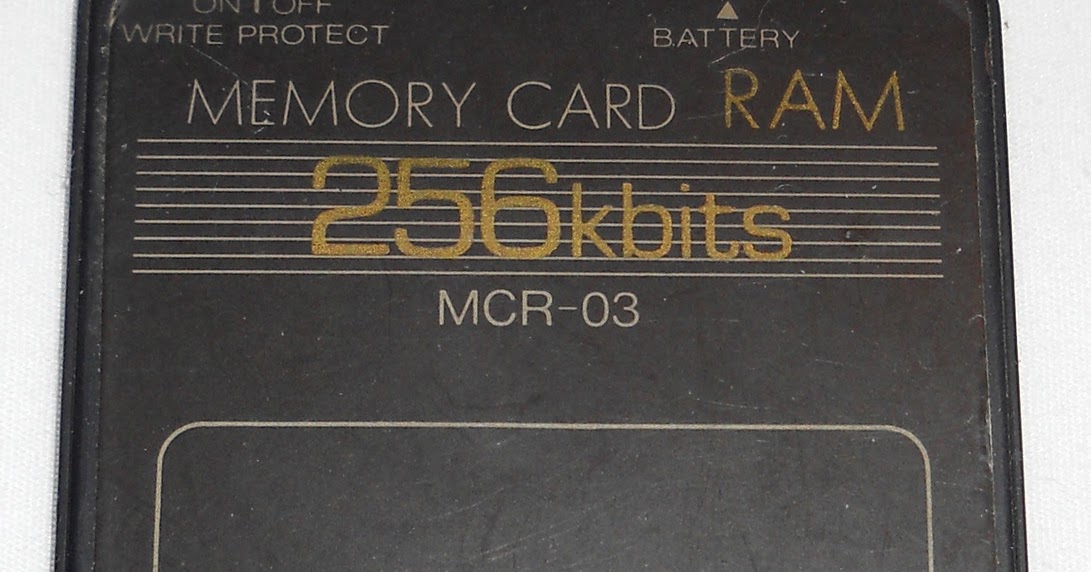 ON OFF
WRITE PROTECT
BATTERY
MEMORY CARD RAM
256kbits
MCR-03